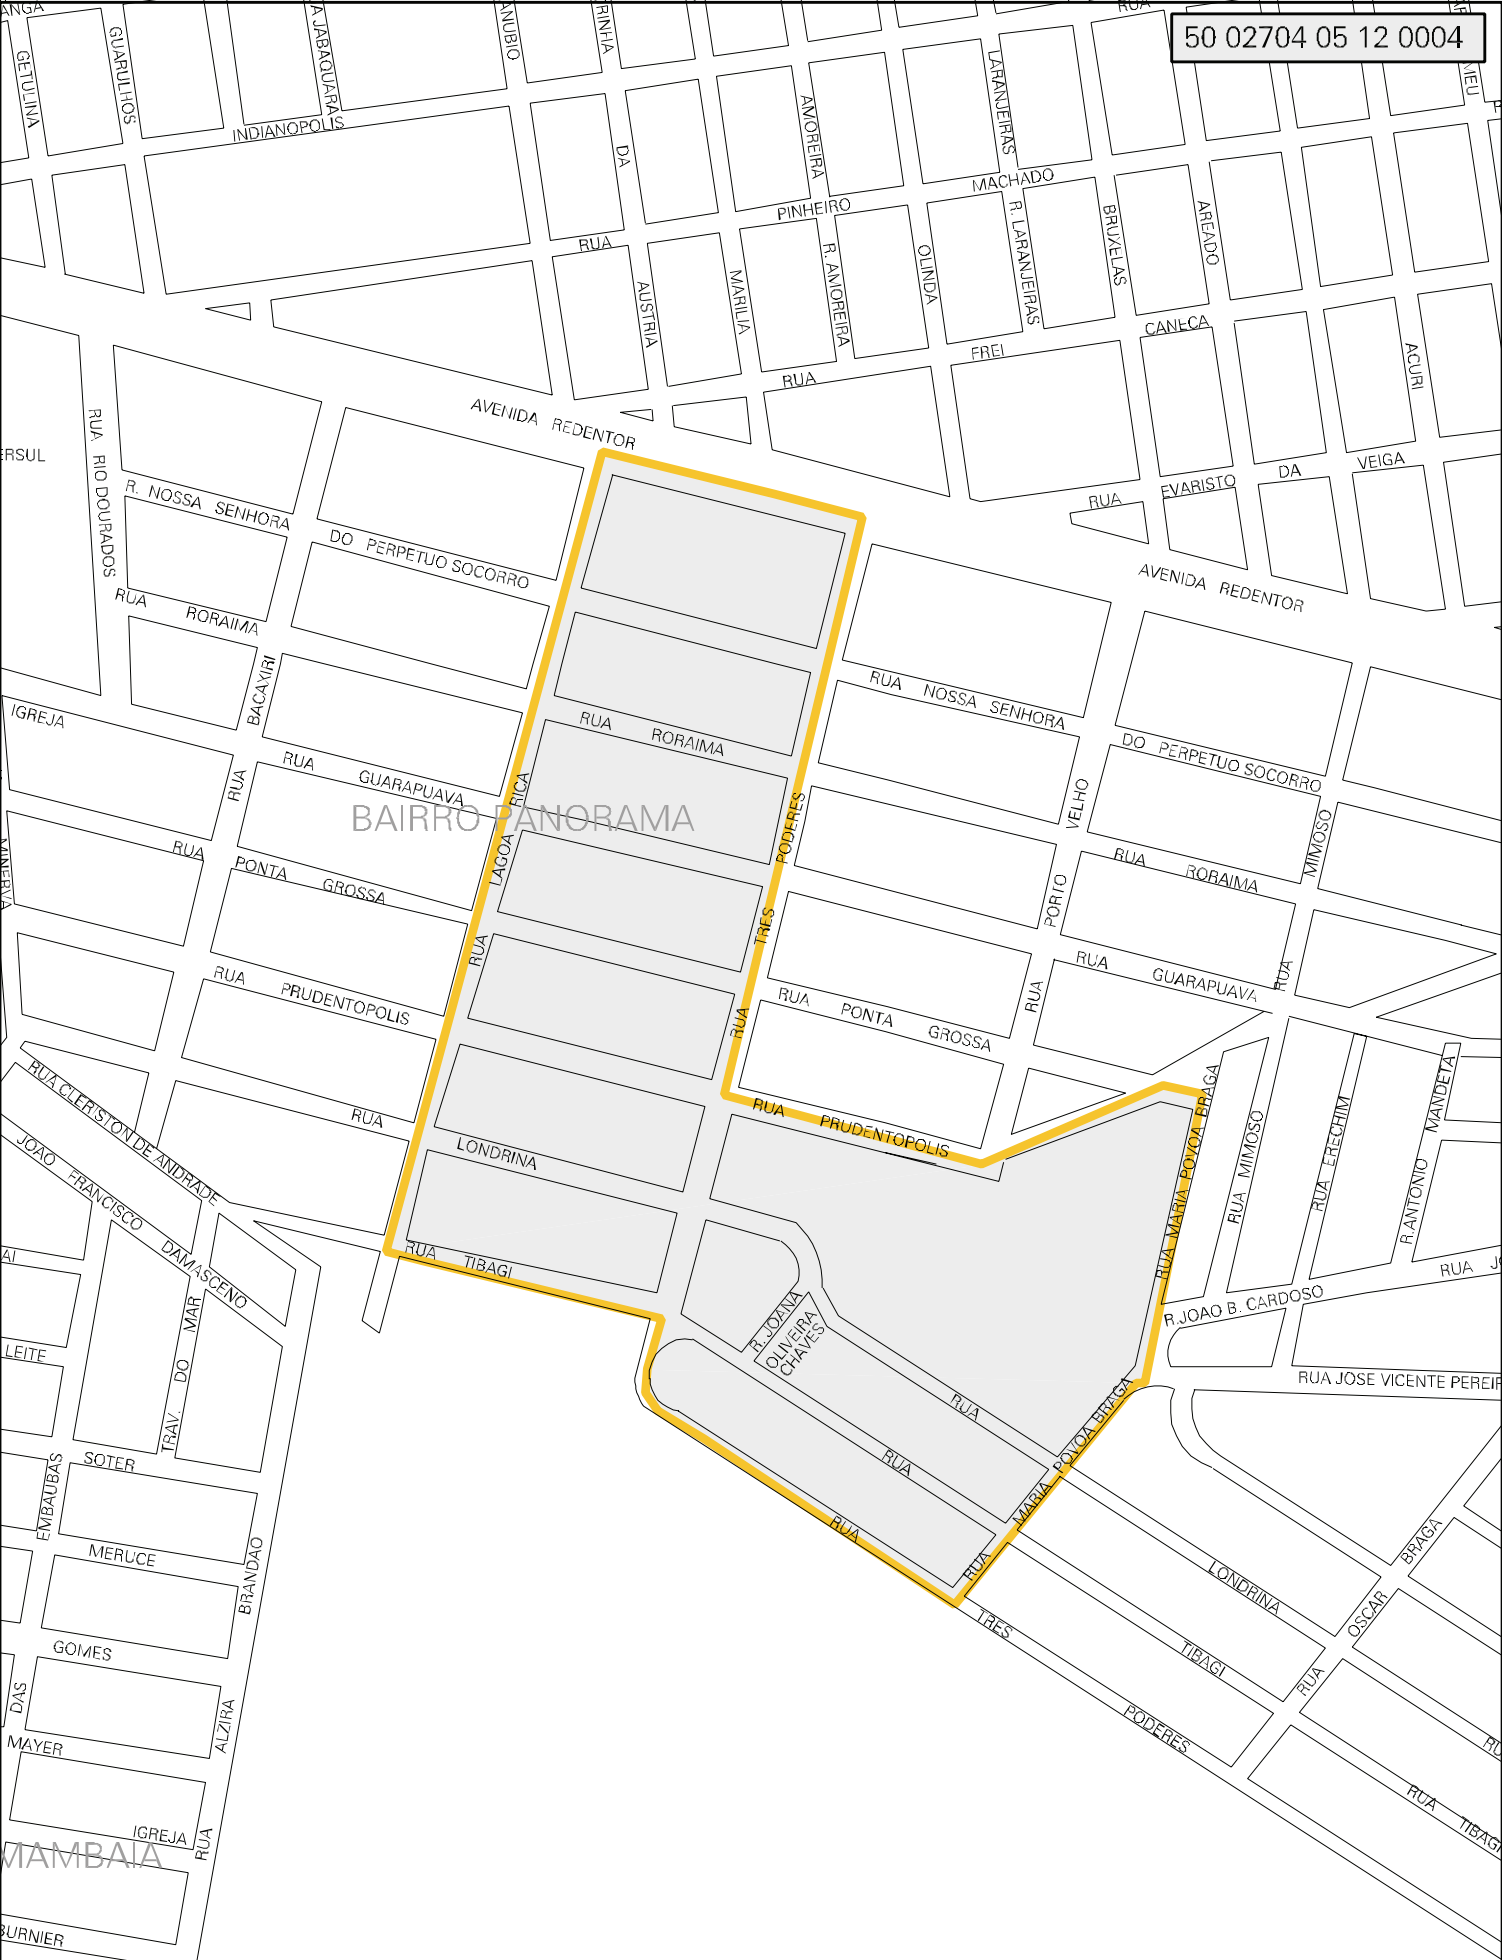 50 02704 05 12 0004
GETULINA
GUARULHOS
A JABAQUARA
INDIANOPOLIS
DA
AMOREIRA
LARANJEIRAS
MACHADO
PINHEIRO
RUA
R. AMOREIRA
OLINDA
R. LARANJEIRAS
BRUXELAS
AREADO
AUSTRIA
MARILIA
CANECA
FREI
RUA
ACURI
AVENIDA REDENTOR
RUA EVARISTO DA VEIGA
AVENIDA REDENTOR
RUA RIO DOURADOS
R. NOSSA SENHORA
DO PERPETUO SOCORRO
RUA RORAIMA
BACAXIRI
RUA
IGREJA
RUA GUARAPUAVA
RUA RORAIMA
BAIRRO PANORAMA
RUA LAGOA RICA
RUA TRES PODERES
RUA NOSSA SENHORA
DO PERPETUO SOCORRO
RUA PORTO VELHO
RUA MIMOSO
RUA RORAIMA
RUA GUARAPUAVA
RUA PONTA GROSSA
MINERVA
RUA PONTA GROSSA
RUA PRUDENTOPOLIS
RUA PRUDENTOPOLIS
RUA CLERISTON DE ANDRADE
JOAO FRANCISCO DAMASCENO
RUA
LONDRINA
RUA TIBAGI
RUA MARIA POVOA BRAGA
RUA MIMOSO
RUA ERECHIM
R.ANTONIO MANDETA
R.JOAO B. CARDOSO
RUA
RUA JOSE VICENTE
R. JOANA
OLIVEIRA
CHAVES
RUA
RUA
RUA
RUA MARIA POVOA BRAGA
TRES
PODERES
LONDRINA
TIBAGI
RUA OSCAR BRAGA
RUA
TIBAGI
TRAV. DO MAR
LEITE
SOTER
EMBAUBAS
MERUCE
RUA ALZIRA BRANDAO
GOMES
DAS
MAYER
IGREJA
MAMBAIA
BURNIER